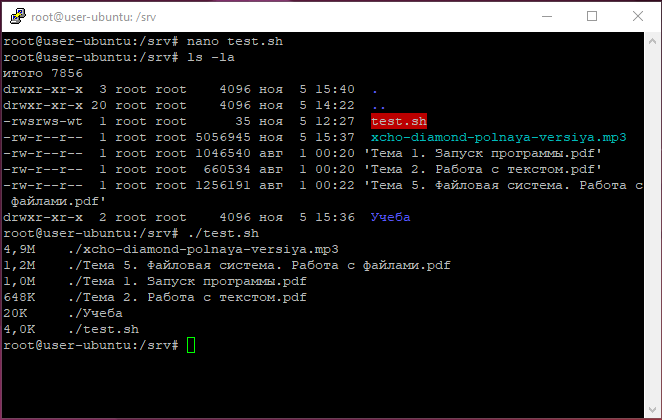 root@user-ubuntu: /srv
root@user-ubuntu:/srv# nano test.sh
root@user-ubuntu:/srv# ls -la
итого 7856
drwxr-xr-x  3 root root    4096 ноя  5 15:40  .
drwxr-xr-x 20 root root    4096 ноя  5 14:22  ..
-rwsrws-wt  1 root root      35 ноя  5 12:27  test.sh
-rw-r--r--  1 root root 5056945 ноя  5 15:37  xcho-diamond-polnaya-versiya.mp3
-rw-r--r--  1 root root 1046540 авг  1 00:20 'Тема 1. Запуск программы.pdf'
-rw-r--r--  1 root root  660534 авг  1 00:20 'Тема 2. Работа с текстом.pdf'
-rw-r--r--  1 root root 1256191 авг  1 00:22 'Тема 5. Файловая система. Работа с
 файлами.pdf'
drwxr-xr-x  2 root root    4096 ноя  5 15:36  Учеба
root@user-ubuntu:/srv# ./test.sh
4,9M    ./xcho-diamond-polnaya-versiya.mp3
1,2M    ./Тема 5. Файловая система. Работа с файлами.pdf
1,0M    ./Тема 1. Запуск программы.pdf
648K    ./Тема 2. Работа с текстом.pdf
20K     ./Учеба
4,0K    ./test.sh
root@user-ubuntu:/srv#